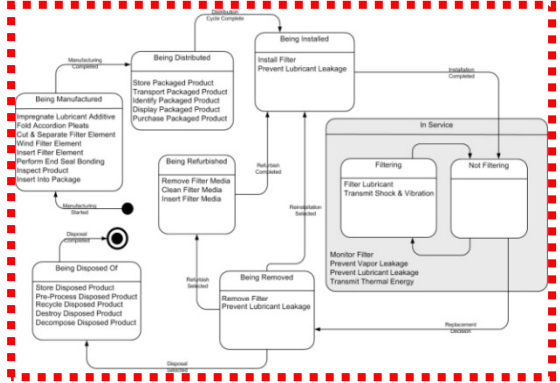 Distribution
Cycle Complete
Manufacturing
Completed
Being Distributed
Store Packaged Product
Transport Packaged Product
Identify Packaged Product
Display Packaged Product
Purchase Packaged Product
Being Installed
Install Filter
Prevent Lubricant Leakage
Installation
Completed
Being Manufactured
Impregnate Lubricant Additive
Fold Accordion Pleats
Cut & Separate Filter Element
Wind Filter Element
Insert Filter Element
Perform End Seal Bonding
Inspect Product
Insert Into Package
Manufacturing
Started
In Service
Filtering
Filter Lubricant
Transmit Shock & Vibration
Not Filtering
Monitor Filter
Prevent Vapor Leakage
Prevent Lubricant Leakage
Transmit Thermal Energy
Being Refurbished
Remove Filter Media
Clean Filter Media
Insert Filter Media
Refurbish
Completed
Reinstallation
Selected
Disposal
Completed
Being Disposed Of
Store Disposed Product
Pre-Process Disposed Product
Recycle Disposed Product
Destroy Disposed Product
Decompose Disposed Product
Refurbish
Selected
Being Removed
Remove Filter
Prevent Lubricant Leakage
Replacement
Decision
Disposal
Selected